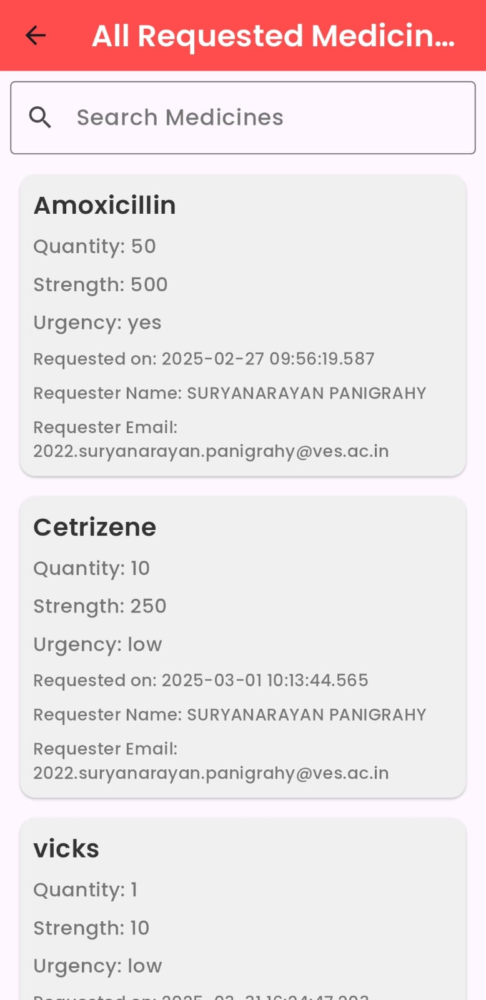 All Requested Medicin...
Search Medicines
Amoxicillin
Quantity: 50
Strength: 500
Urgency: yes
Requested on: 2025-02-27 09:56:19.587
Requester Name: SURYANARAYAN PANIGRAHY
Requester Email:
2022.suryanarayan.panigrahy@ves.ac.in
Cetrizene
Quantity: 10
Strength: 250
Urgency: low
Requested on: 2025-03-01 10:13:44.565
Requester Name: SURYANARAYAN PANIGRAHY
Requester Email:
2022.suryanarayan.panigrahy@ves.ac.in
vicks
Quantity: 1
Strength: 10
Urgency: low
Requested on: